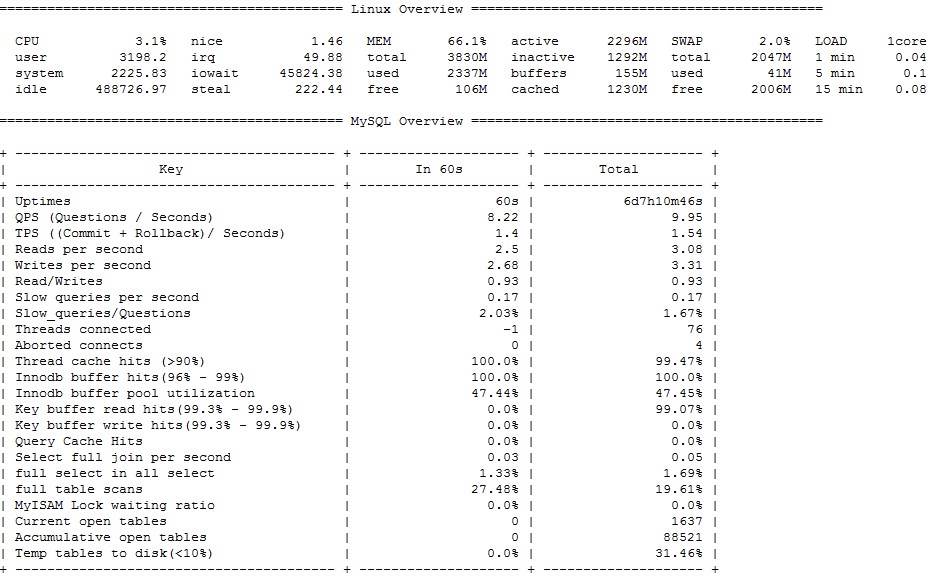 ============================================ Linux Overview =============================================
CPU 3.1% nice 1.46 MEM 66.1% active 2296M SWAP 2.0% LOAD 1core
user 3198.2 irq 49.88 total 3830M inactive 1292M total 2047M 1 min 0.04
system 2225.83 iowait 45824.38 used 2337M buffers 155M used 41M 5 min 0.1
idle 488726.97 steal 222.44 free 106M cached 1230M free 2006M 15 min 0.08
============================================ MySQL Overview =============================================
+ ---------------------------------------- + -------------------- + -------------------- +
| Key | In 60s | Total |
+ ---------------------------------------- + -------------------- + -------------------- +
| Uptimes | 60s | 6d7h10m46s |
| QPS (Questions / Seconds) | 8.22 | 9.95 |
| TPS ((Commit + Rollback)/ Seconds) | 1.4 | 1.54 |
| Reads per second | 2.5 | 3.08 |
| Writes per second | 2.68 | 3.31 |
| Read/Writes | 0.93 | 0.93 |
| Slow queries per second | 0.17 | 0.17 |
| Slow_queries/Questions | 2.03% | 1.67% |
| Threads connected | -1 | 76 |
| Aborted connects | 0 | 4 |
| Thread cache hits (>90%) | 100.0% | 99.47% |
| Innodb buffer hits(96% - 99%) | 100.0% | 100.0% |
| Innodb buffer pool utilization | 47.44% | 47.45% |
| Key buffer read hits(99.3% - 99.9%) | 0.0% | 99.07% |
| Key buffer write hits(99.3% - 99.9%) | 0.0% | 0.0% |
| Query Cache Hits | 0.0% | 0.0% |
| Select full join per second | 0.03 | 0.05 |
| full select in all select | 1.33% | 1.69% |
| full table scans | 27.48% | 19.61% |
| MyISAM Lock waiting ratio | 0.0% | 0.0% |
| Current open tables | 0 | 1637 |
| Accumulative open tables | 0 | 88521 |
| Temp tables to disk(<10%) | 0.0% | 31.46% |
+ ---------------------------------------- + -------------------- + -------------------- +